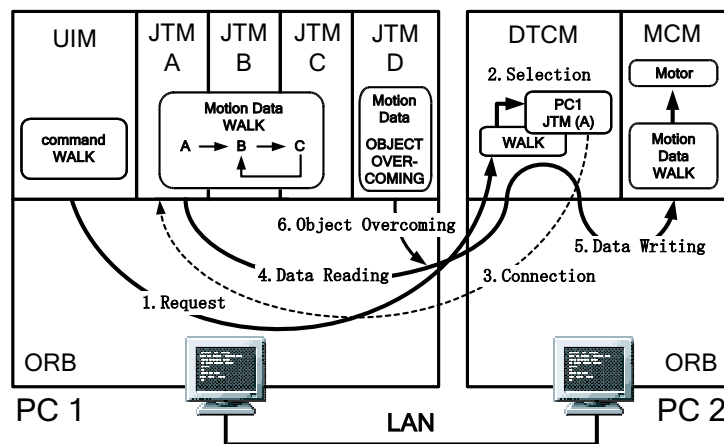 UIM
JTM
A
JTM
B
JTM
C
JTM
D
DTCM
MCM
command
WALK
Motion Data
WALK
A B C
Motion
Data
OBJECT
OVER-
COMING
2.Selection
PC1
JTM (A)
WALK
Motor
Motion
Data
WALK
6.Object Overcoming
4.Data Reading
5.Data Writing
3.Connection
1.Request
ORB
ORB
PC 1
PC 2
LAN